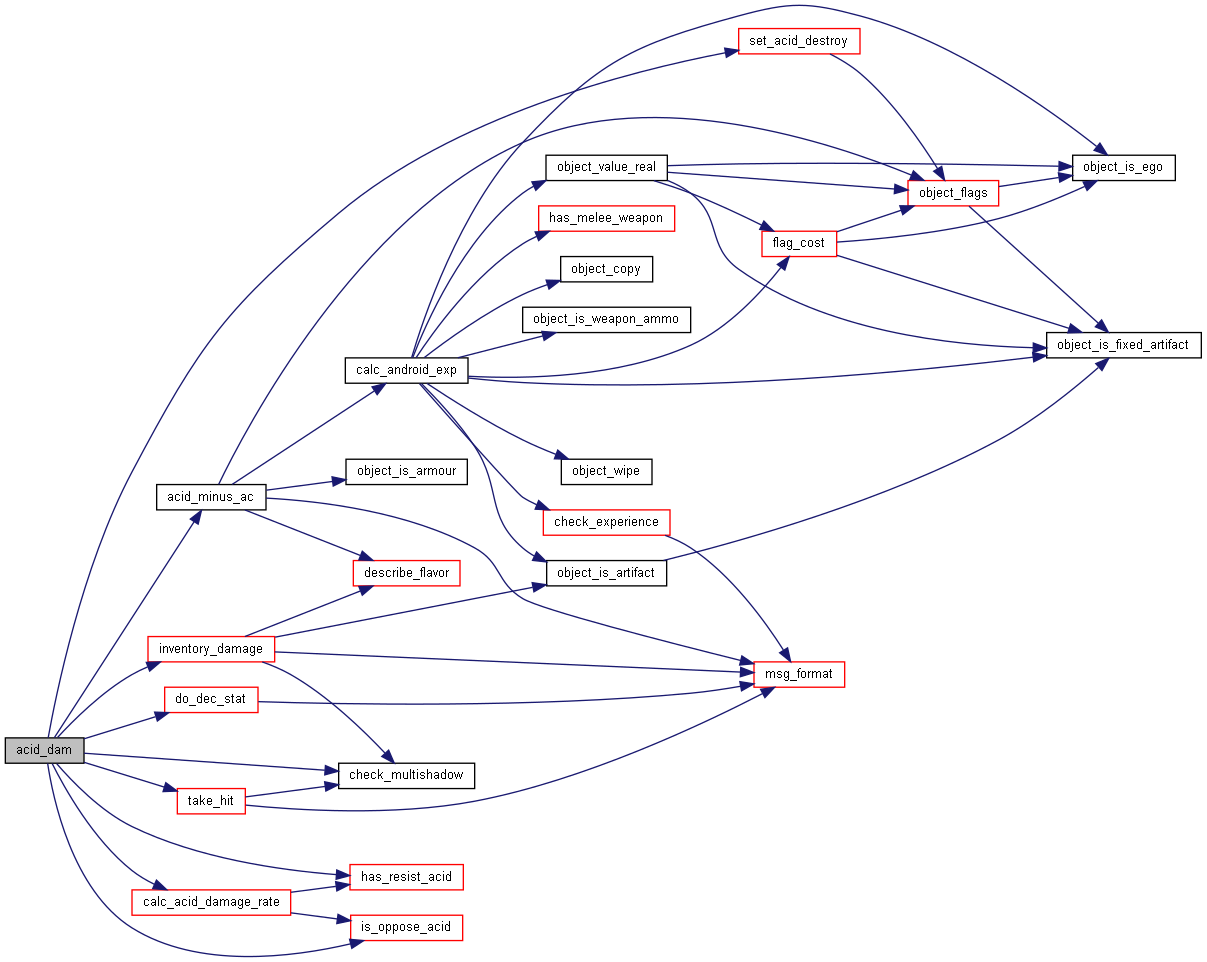 set_acid_destroy
object_value_real
object_is_ego
object_flags
has_melee_weapon
flag_cost
object_copy
object_is_weapon_ammo
object_is_fixed_artifact
calc_android_exp
object_is_armour
object_wipe
acid_minus_ac
check_experience
describe_flavor
object_is_artifact
inventory_damage
msg_format
do_dec_stat
acid_dam
check_multishadow
take_hit
has_resist_acid
calc_acid_damage_rate
is_oppose_acid